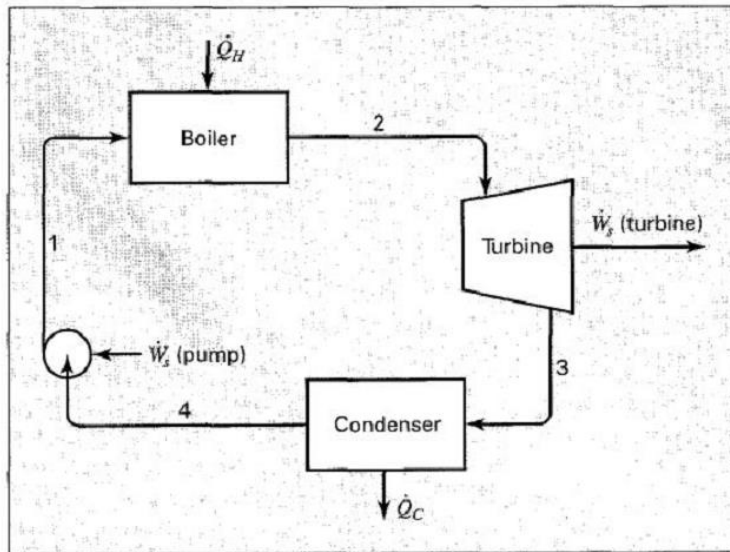 Q̇_H
Boiler
2
Ẇ_s (turbine)
Turbine
1
Ẇ_s (pump)
3
4
Condenser
Q̇_C